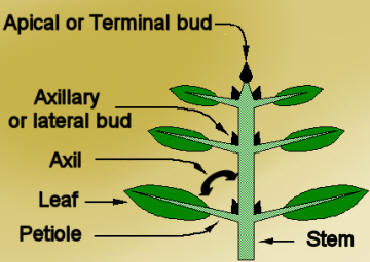 Apical or Terminal bud
Axillary
or lateral bud
Axil
Leaf
Petiole
Stem